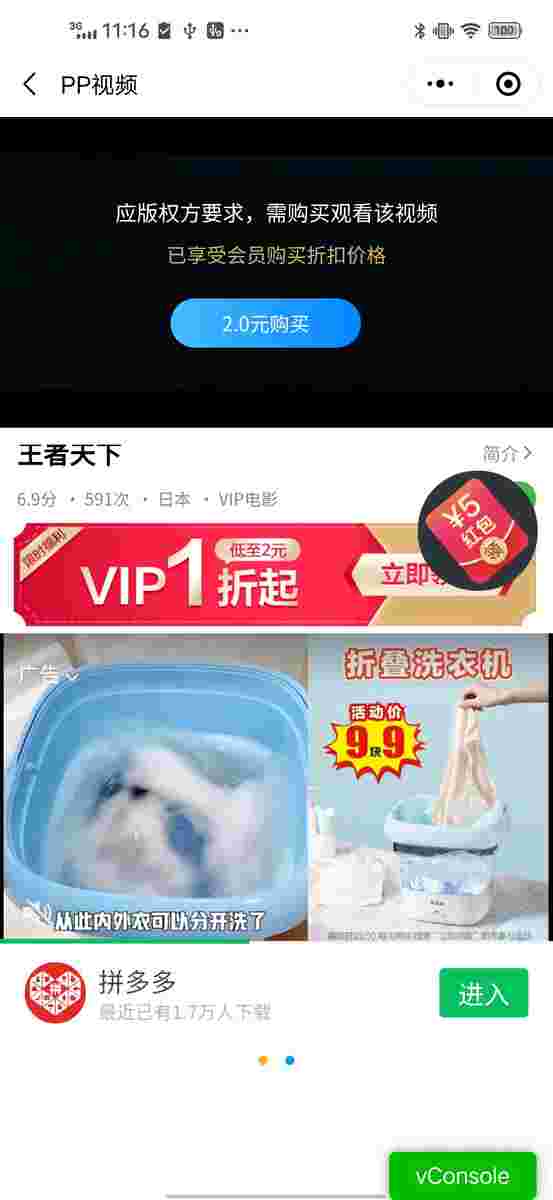 3G 11:16 100
PP视频
应版权方要求，需购买观看该视频
已享受会员购买折扣价格
2.0元购买
王者天下
简介
6.9分 · 591次 · 日本 · VIP电影
¥5
红包
领
限时福利
VIP1折起
低至2元
立即领
广告
折叠洗衣机
活动价
9块9
从此内外衣可以分开洗了
拼多多
最近已有1.7万人下载
进入
vConsole